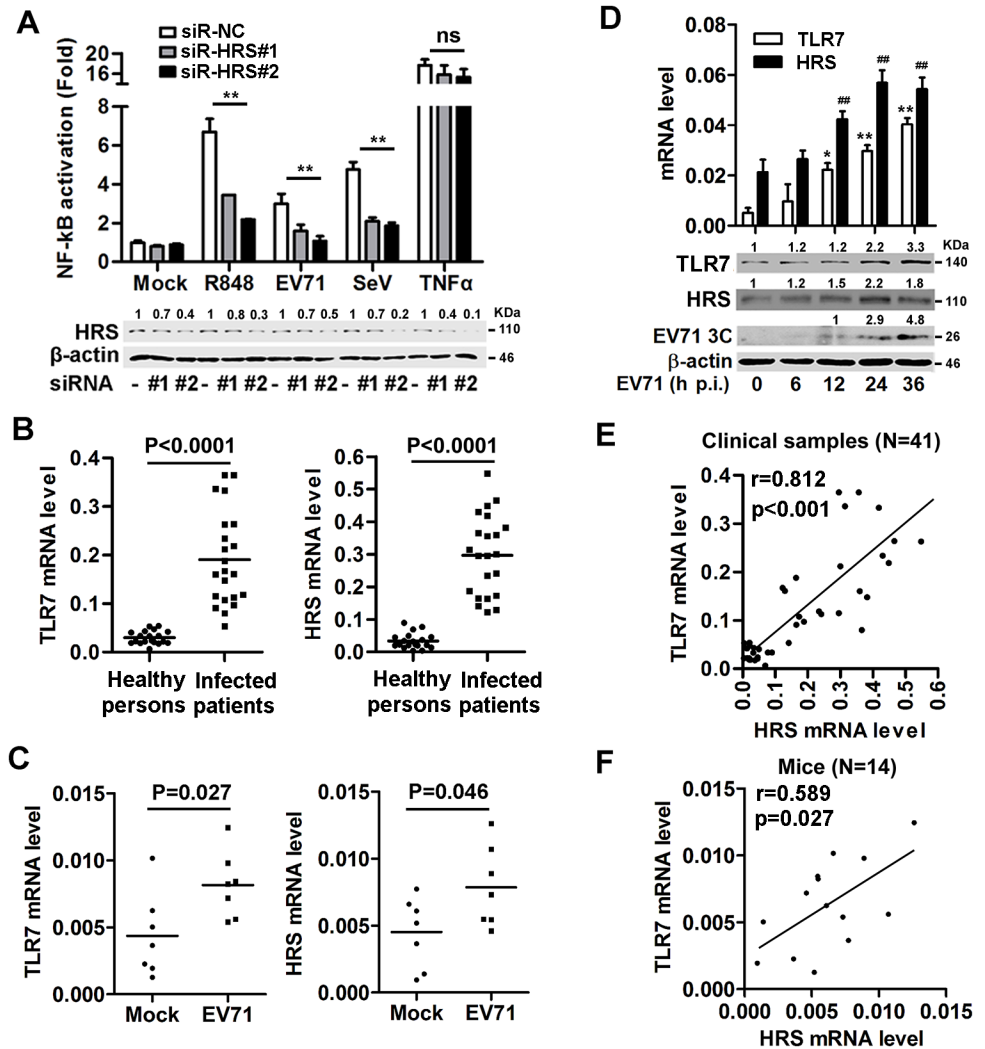 A
siR-NC
siR-HRS#1
siR-HRS#2
NF-kB activation (Fold)
20
16
8
6
4
2
0
**
**
**
ns
Mock R848 EV71 SeV TNFα
1 0.7 0.4 1 0.8 0.3 1 0.7 0.5 1 0.7 0.2 1 0.4 0.1 KDa
HRS 110
β-actin 46
siRNA - #1 #2 - #1 #2 - #1 #2 - #1 #2 - #1 #2
B
P<0.0001
TLR7 mRNA level
0.4
0.3
0.2
0.1
0.0
Healthy persons
Infected patients
P<0.0001
HRS mRNA level
0.6
0.5
0.4
0.3
0.2
0.1
0.0
Healthy persons
Infected patients
C
P=0.027
TLR7 mRNA level
0.015
0.010
0.005
0.000
Mock EV71
P=0.046
HRS mRNA level
0.015
0.010
0.005
0.000
Mock EV71
D
TLR7
HRS
mRNA level
0.08
0.06
0.04
0.02
0.00
* ## ** ## ** ##
1 1.2 1.2 2.2 3.3 KDa
TLR7 140
1 1.2 1.5 2.2 1.8
HRS 110
1 2.9 4.8
EV71 3C 26
β-actin 46
EV71 (h p.i.) 0 6 12 24 36
E
Clinical samples (N=41)
r=0.812
p<0.001
TLR7 mRNA level
0.4
0.3
0.2
0.1
0.0
0.0 0.1 0.2 0.3 0.4 0.5 0.6
HRS mRNA level
F
Mice (N=14)
r=0.589
p=0.027
TLR7 mRNA level
0.015
0.010
0.005
0.000
0.000 0.005 0.010 0.015
HRS mRNA level